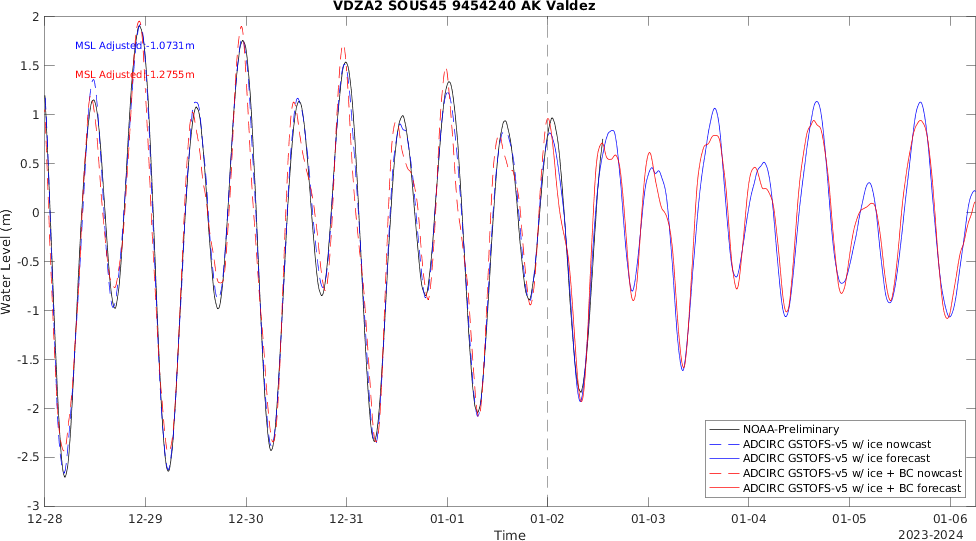 VDZA2 SOUS45 9454240 AK Valdez
MSL Adjusted -1.0731m
MSL Adjusted -1.2755m
Water Level (m)
2
1.5
1
0.5
0
-0.5
-1
-1.5
-2
-2.5
-3
NOAA-Preliminary
ADCIRC GSTOFS-v5 w/ ice nowcast
ADCIRC GSTOFS-v5 w/ ice forecast
ADCIRC GSTOFS-v5 w/ ice + BC nowcast
ADCIRC GSTOFS-v5 w/ ice + BC forecast
12-28 12-29 12-30 12-31 01-01 01-02 01-03 01-04 01-05 01-06
Time
2023-2024